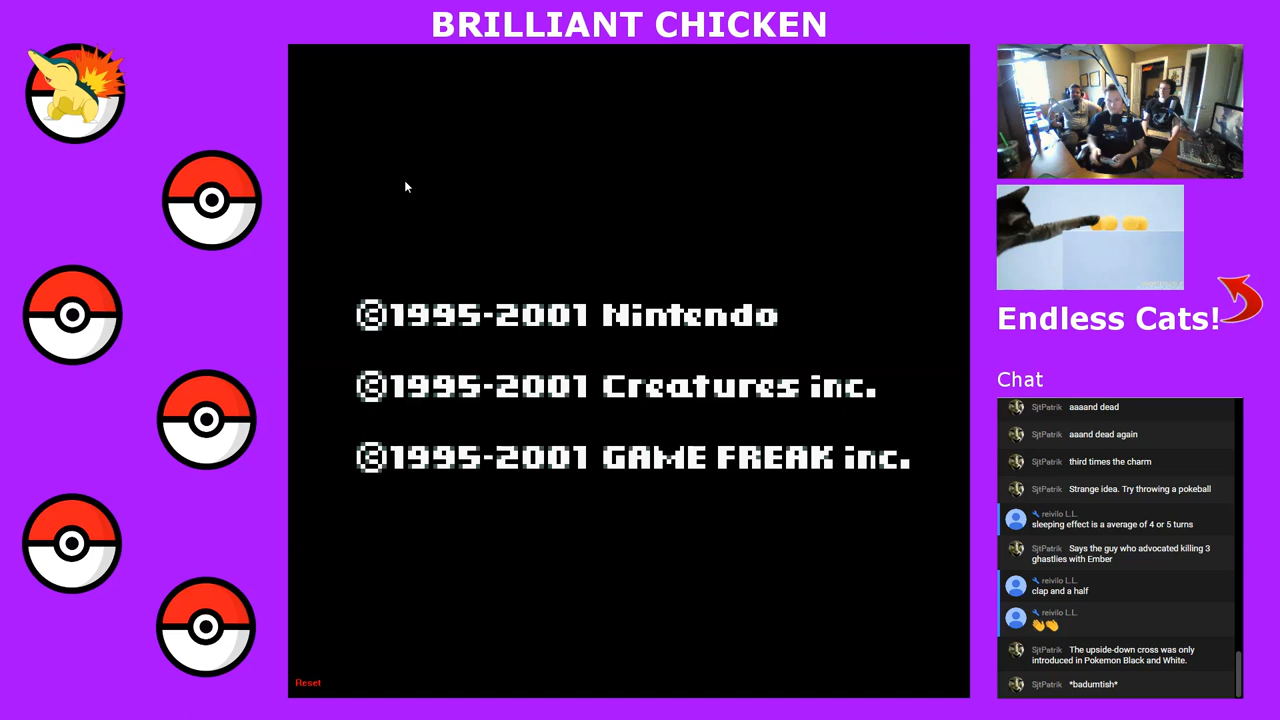 BRILLIANT CHICKEN
©1995-2001 Nintendo
©1995-2001 Creatures inc.
©1995-2001 GAME FREAK inc.
Reset
Endless Cats!
Chat
SjtPatrik aaaand dead
SjtPatrik aaand dead again
SjtPatrik third times the charm
SjtPatrik Strange idea. Try throwing a pokeball
reivilo L.L.
sleeping effect is a average of 4 or 5 turns
SjtPatrik Says the guy who advocated killing 3
ghastlies with Ember
reivilo L.L.
clap and a half
reivilo L.L.
👏👏
SjtPatrik The upside-down cross was only
introduced in Pokemon Black and White.
SjtPatrik *badumtish*